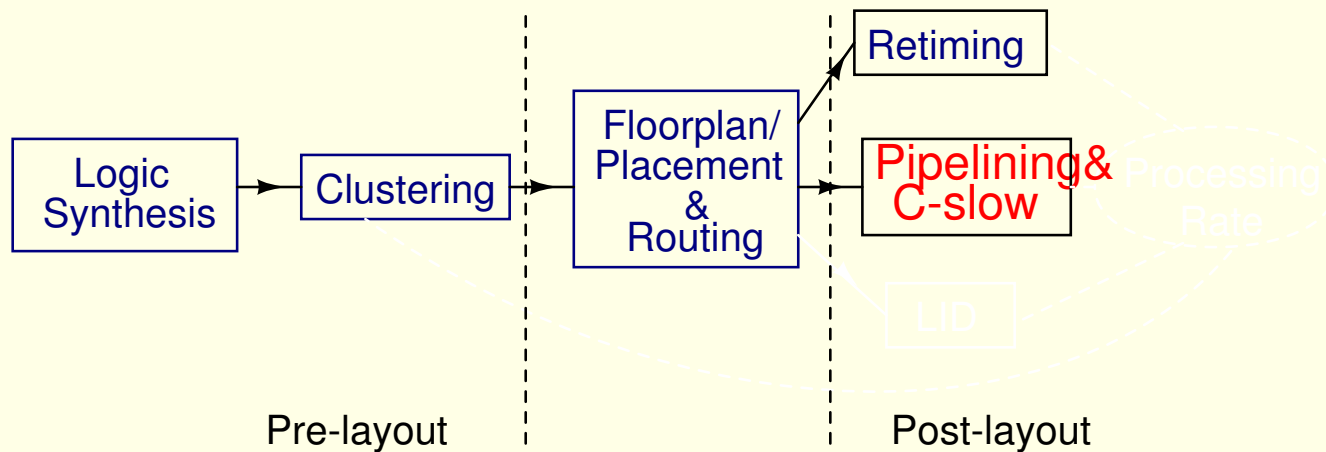 Retiming
Logic
Synthesis
Clustering
Floorplan/
Placement
&
Routing
Pipelining&
C-slow
Processing
Rate
LID
Pre-layout
Post-layout